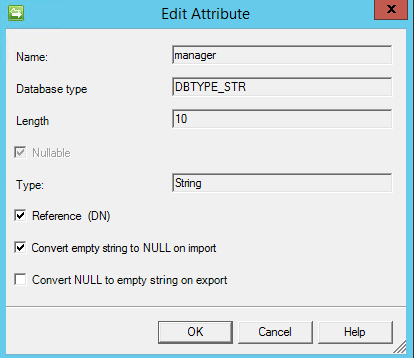 Edit Attribute
x
Name: manager
Database type DBTYPE_STR
Length 10
Nullable
Type: String
Reference (DN)
Convert empty string to NULL on import
Convert NULL to empty string on export
OK Cancel Help